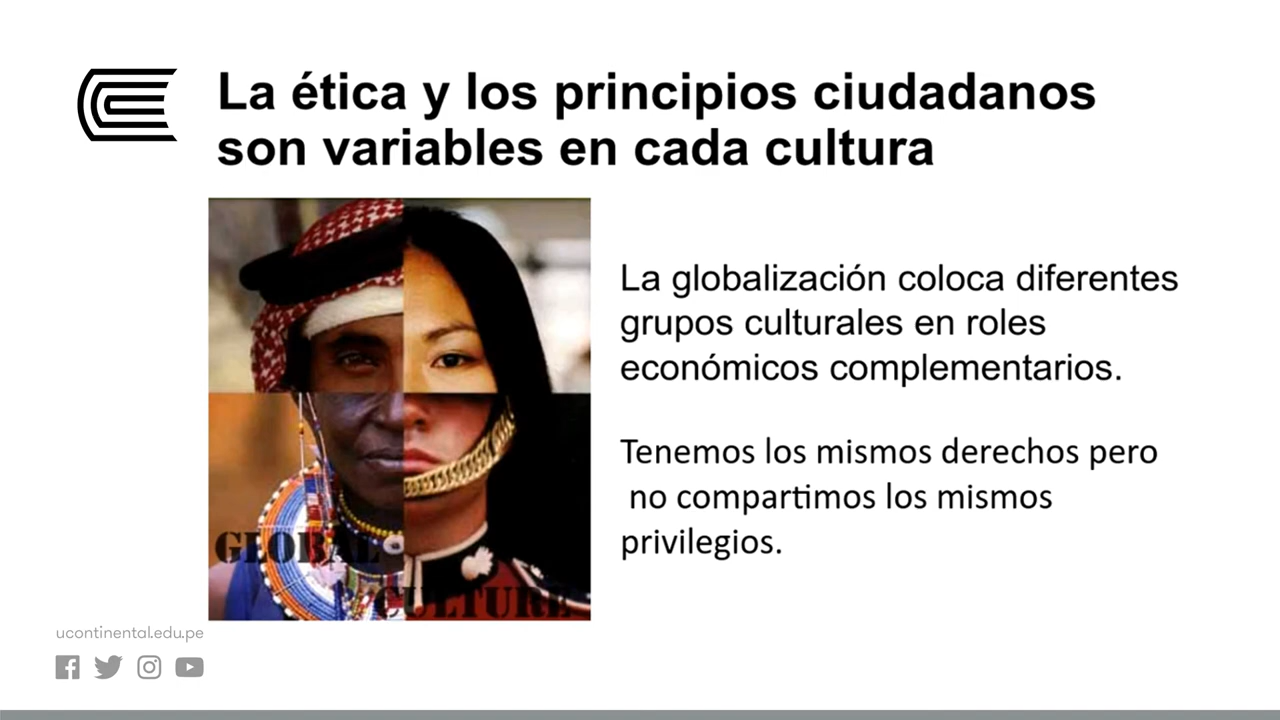 La ética y los principios ciudadanos
son variables en cada cultura
La globalización coloca diferentes
grupos culturales en roles
económicos complementarios.
Tenemos los mismos derechos pero
no compartimos los mismos
privilegios.
GLOBAL
CULTURE
ucontinental.edu.pe